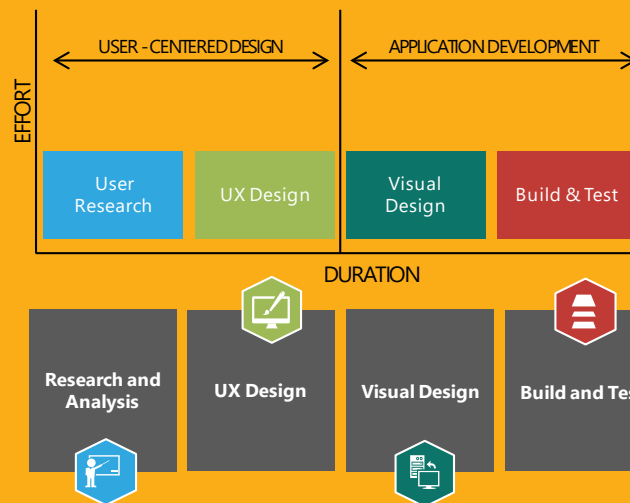 USER - CENTERED DESIGN
APPLICATION DEVELOPMENT
EFFORT
User
Research
UX Design
Visual
Design
Build & Test
DURATION
Research and
Analysis
UX Design
Visual Design
Build and Tes